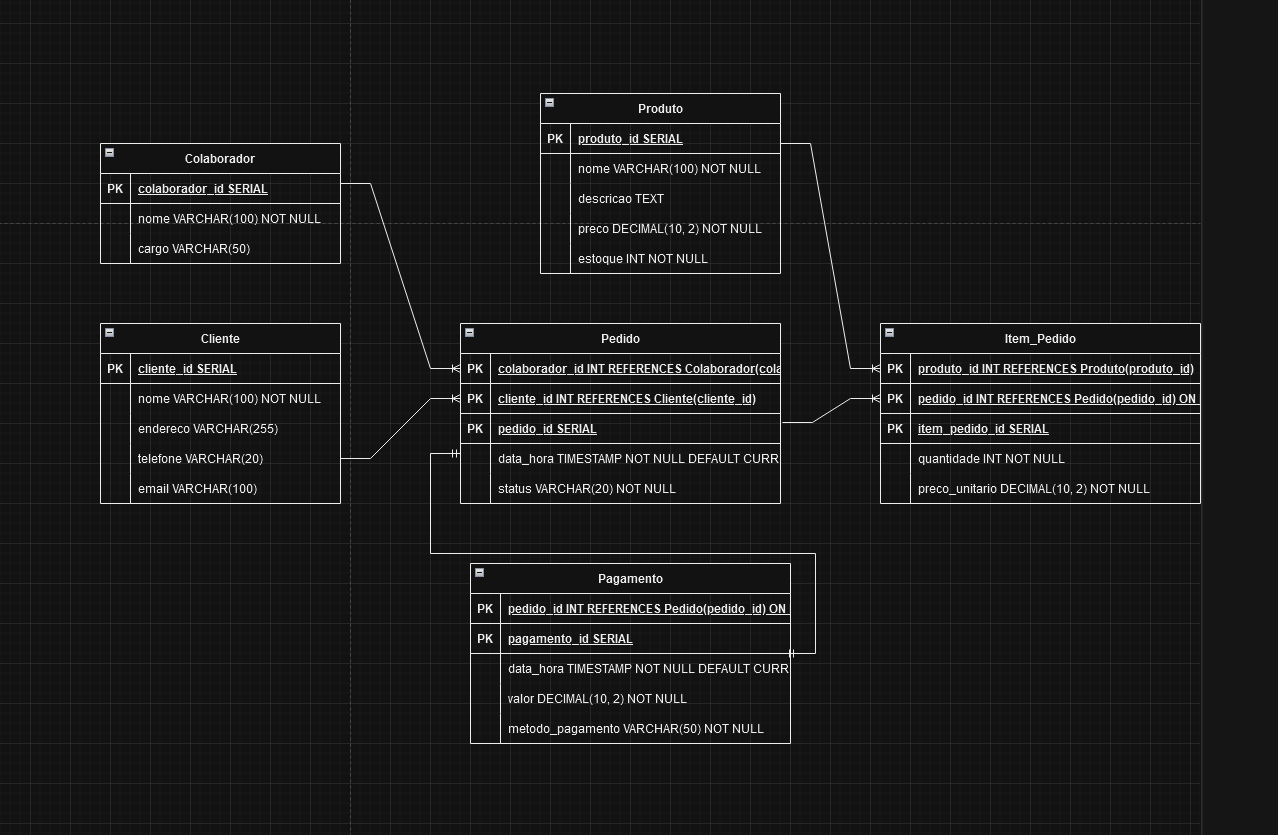 Produto
PK produto_id SERIAL
nome VARCHAR(100) NOT NULL
descricao TEXT
preco DECIMAL(10, 2) NOT NULL
estoque INT NOT NULL
Colaborador
PK colaborador_id SERIAL
nome VARCHAR(100) NOT NULL
cargo VARCHAR(50)
Cliente
PK cliente_id SERIAL
nome VARCHAR(100) NOT NULL
endereco VARCHAR(255)
telefone VARCHAR(20)
email VARCHAR(100)
Pedido
PK colaborador_id INT REFERENCES Colaborador(cola
PK cliente_id INT REFERENCES Cliente(cliente_id)
PK pedido_id SERIAL
data_hora TIMESTAMP NOT NULL DEFAULT CURR
status VARCHAR(20) NOT NULL
Item_Pedido
PK produto_id INT REFERENCES Produto(produto_id)
PK pedido_id INT REFERENCES Pedido(pedido_id) ON
PK item_pedido_id SERIAL
quantidade INT NOT NULL
preco_unitario DECIMAL(10, 2) NOT NULL
Pagamento
PK pedido_id INT REFERENCES Pedido(pedido_id) ON
PK pagamento_id SERIAL
data_hora TIMESTAMP NOT NULL DEFAULT CURR
valor DECIMAL(10, 2) NOT NULL
metodo_pagamento VARCHAR(50) NOT NULL